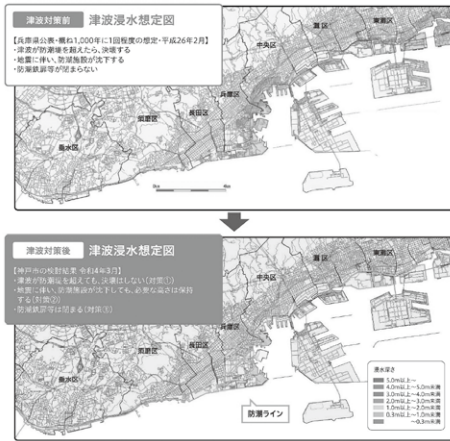 津波対策前 津波浸水想定図
【兵庫県公表・概ね1,000年に1回程度の想定・平成26年2月】
・津波が防潮堤を超えたら、決壊する
・地震に伴い、防潮施設が沈下する
・防潮鉄扉等が閉まらない
東灘区
灘区
中央区
兵庫区
長田区
須磨区
垂水区
津波対策後 津波浸水想定図
【神戸市の検討結果 令和4年3月】
・津波が防潮堤を超えても、決壊はしない(対策①)
・地震に伴い、防潮施設が沈下しても、必要な高さは保持
する(対策②)
・防潮鉄扉等は閉まる(対策③)
東灘区
灘区
中央区
兵庫区
長田区
須磨区
垂水区
防潮ライン
浸水深さ
5.0m以上~
4.0m以上~5.0m未満
3.0m以上~4.0m未満
2.0m以上~3.0m未満
1.0m以上~2.0m未満
0.3m以上~1.0m未満
~0.3m未満